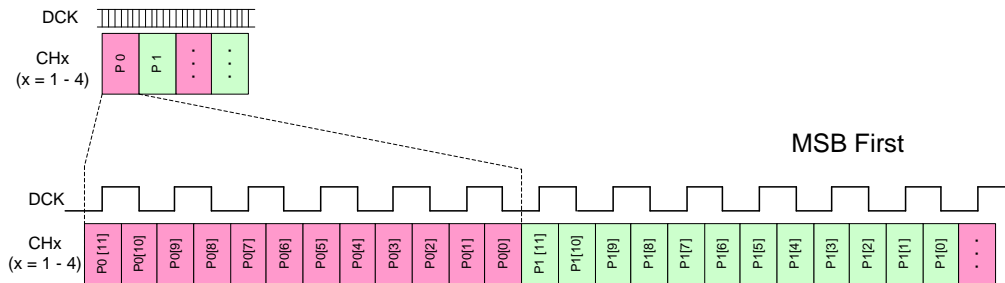 DCK
CHx
(x = 1 - 4)
P 0
P 1
. . .
. . .
MSB First
DCK
CHx
(x = 1 - 4)
P0 [11]
P0[10]
P0[9]
P0[8]
P0[7]
P0[6]
P0[5]
P0[4]
P0[3]
P0[2]
P0[1]
P0[0]
P1 [11]
P1[10]
P1[9]
P1[8]
P1[7]
P1[6]
P1[5]
P1[4]
P1[3]
P1[2]
P1[1]
P1[0]
. . .